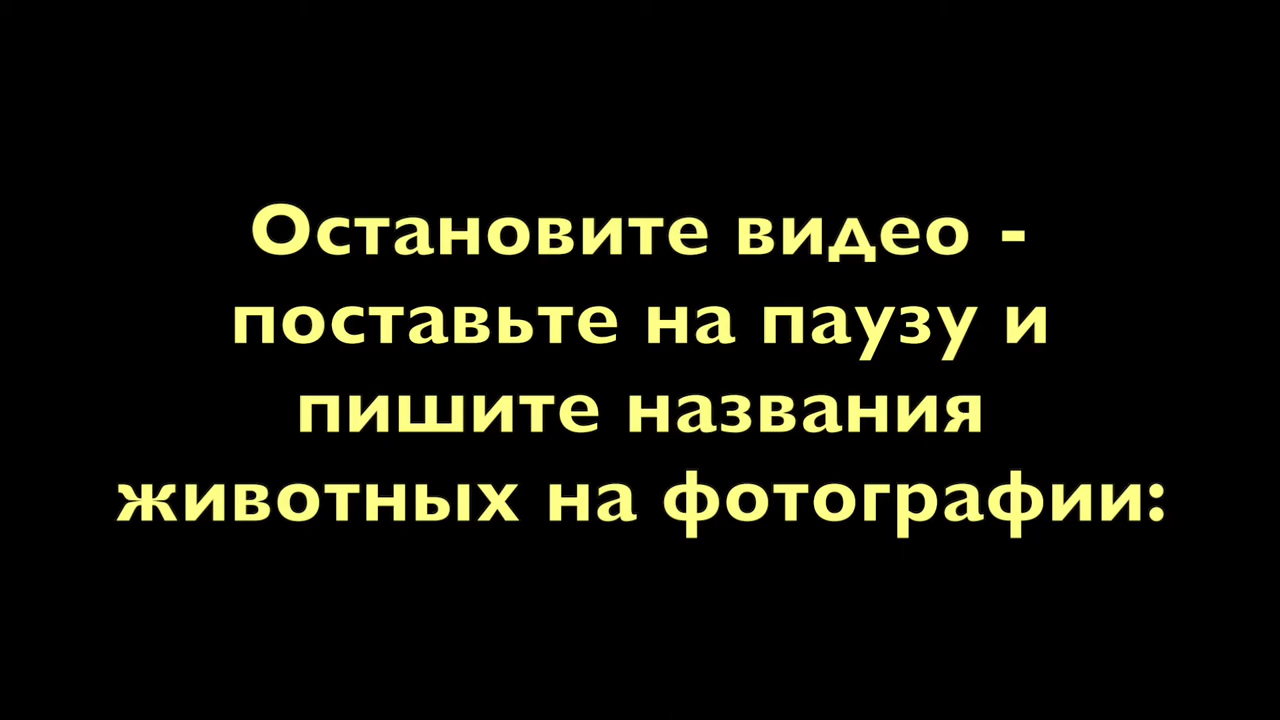 Остановите видео -
поставьте на паузу и
пишите названия
животных на фотографии: